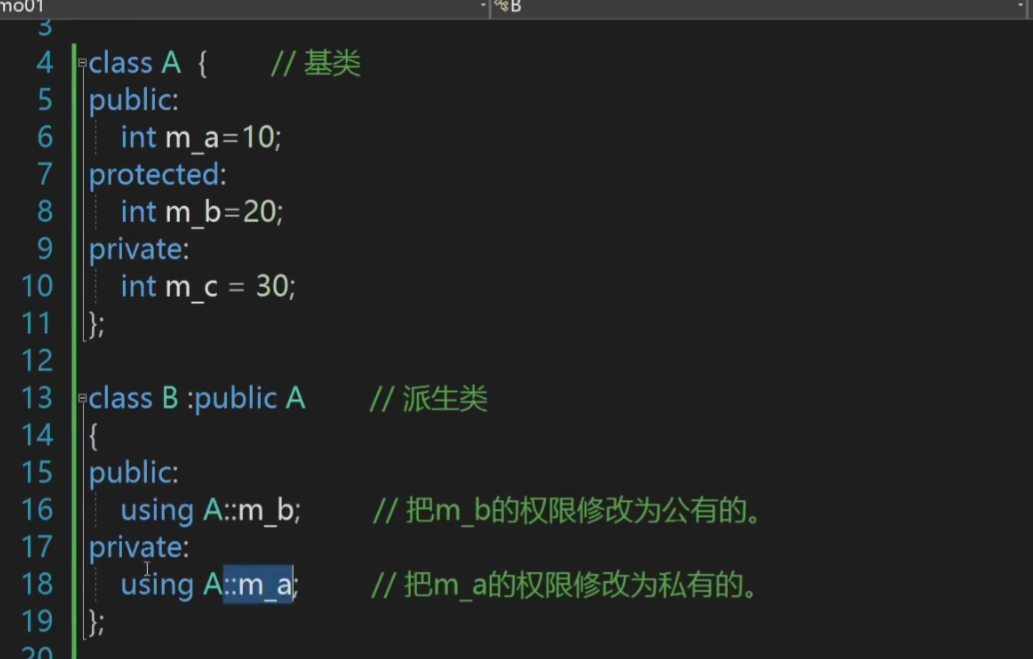 mo01 B
3
4 class A { // 基类
5 public:
6 int m_a=10;
7 protected:
8 int m_b=20;
9 private:
10 int m_c = 30;
11 };
12
13 class B :public A // 派生类
14 {
15 public:
16 using A::m_b; // 把m_b的权限修改为公有的。
17 private:
18 using A::m_a; // 把m_a的权限修改为私有的。
19 };
20